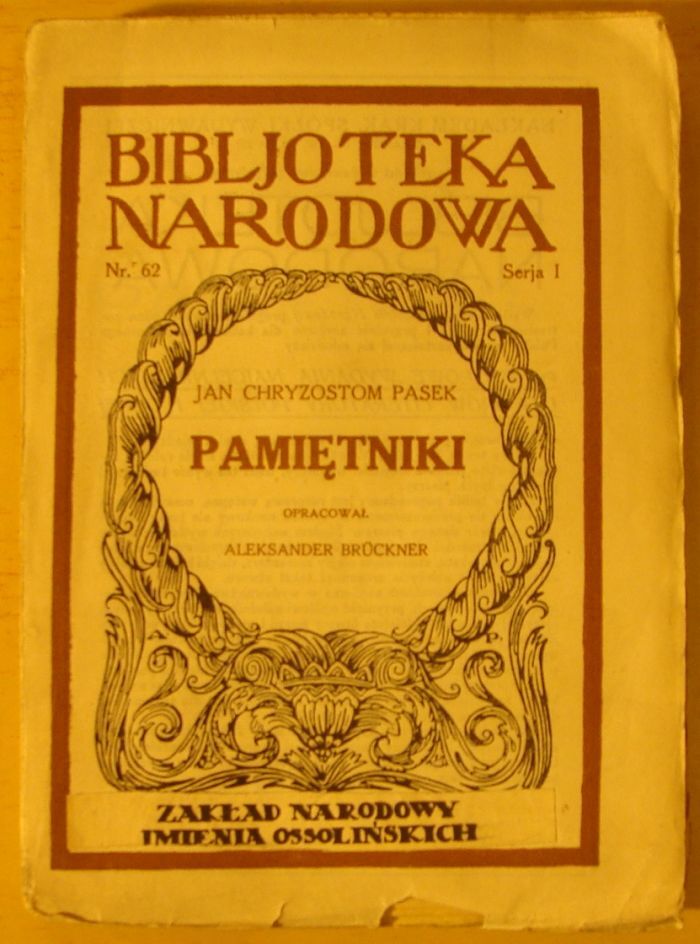 BIBLJOTEKA
NARODOWA
Nr. 62 Serja I
JAN CHRYZOSTOM PASEK
PAMIĘTNIKI
OPRACOWAŁ
ALEKSANDER BRÜCKNER
A. P.
ZAKŁAD NARODOWY
IMIENIA OSSOLIŃSKICH